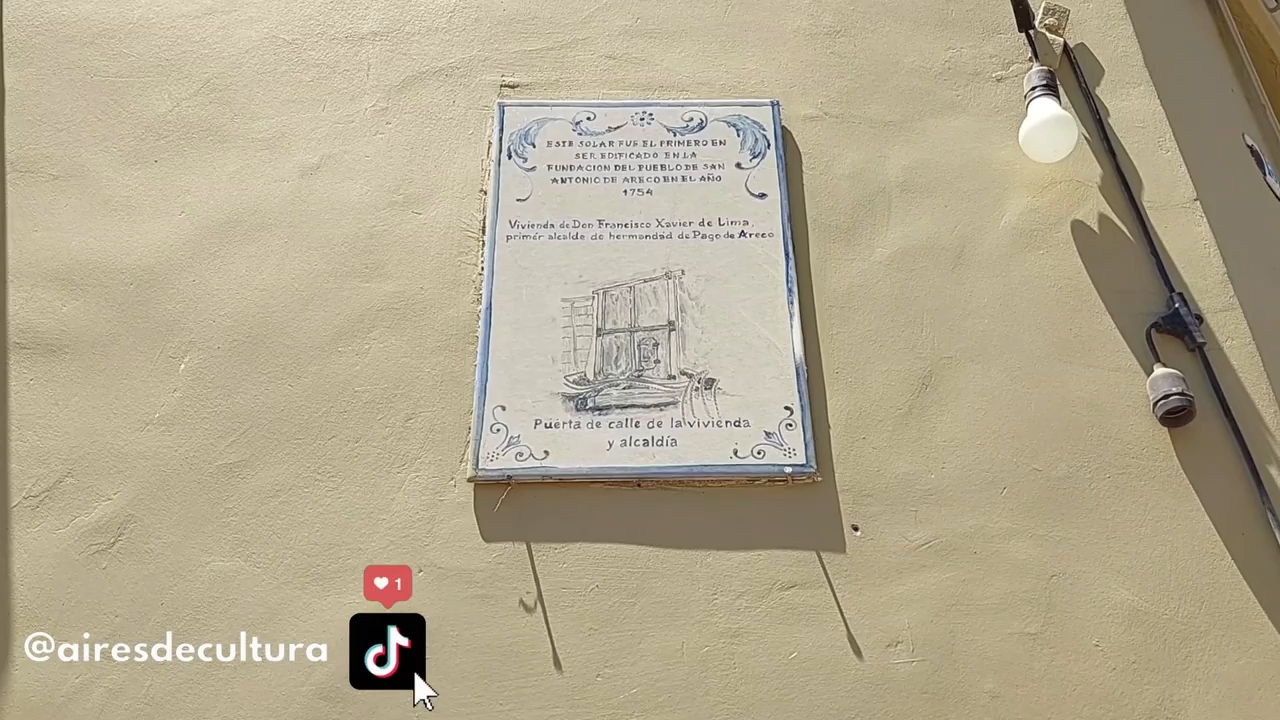 ESTE SOLAR FUE EL PRIMERO EN
SER EDIFICADO EN LA
FUNDACION DEL PUEBLO DE SAN
ANTONIO DE ARECO EN EL AÑO
1754
Vivienda de Don Francisco Xavier de Lima,
primér alcalde de hermandad de Pago de Areco
Puerta de calle de la vivienda
y alcaldía
1
@airesdecultura